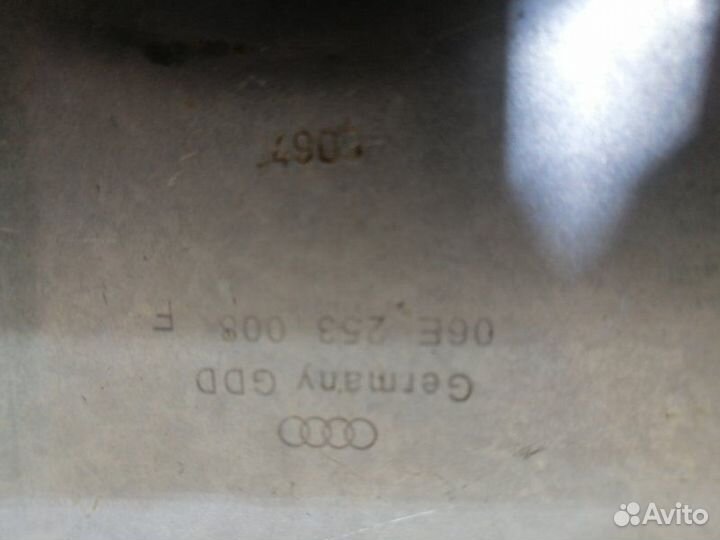 Germany GDD
06E 253 008 F
Avito